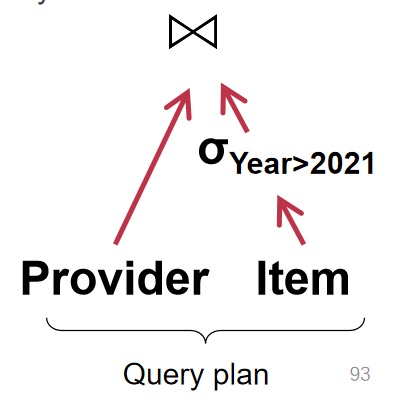 ⋈
σYear>2021
Provider Item
Query plan
93